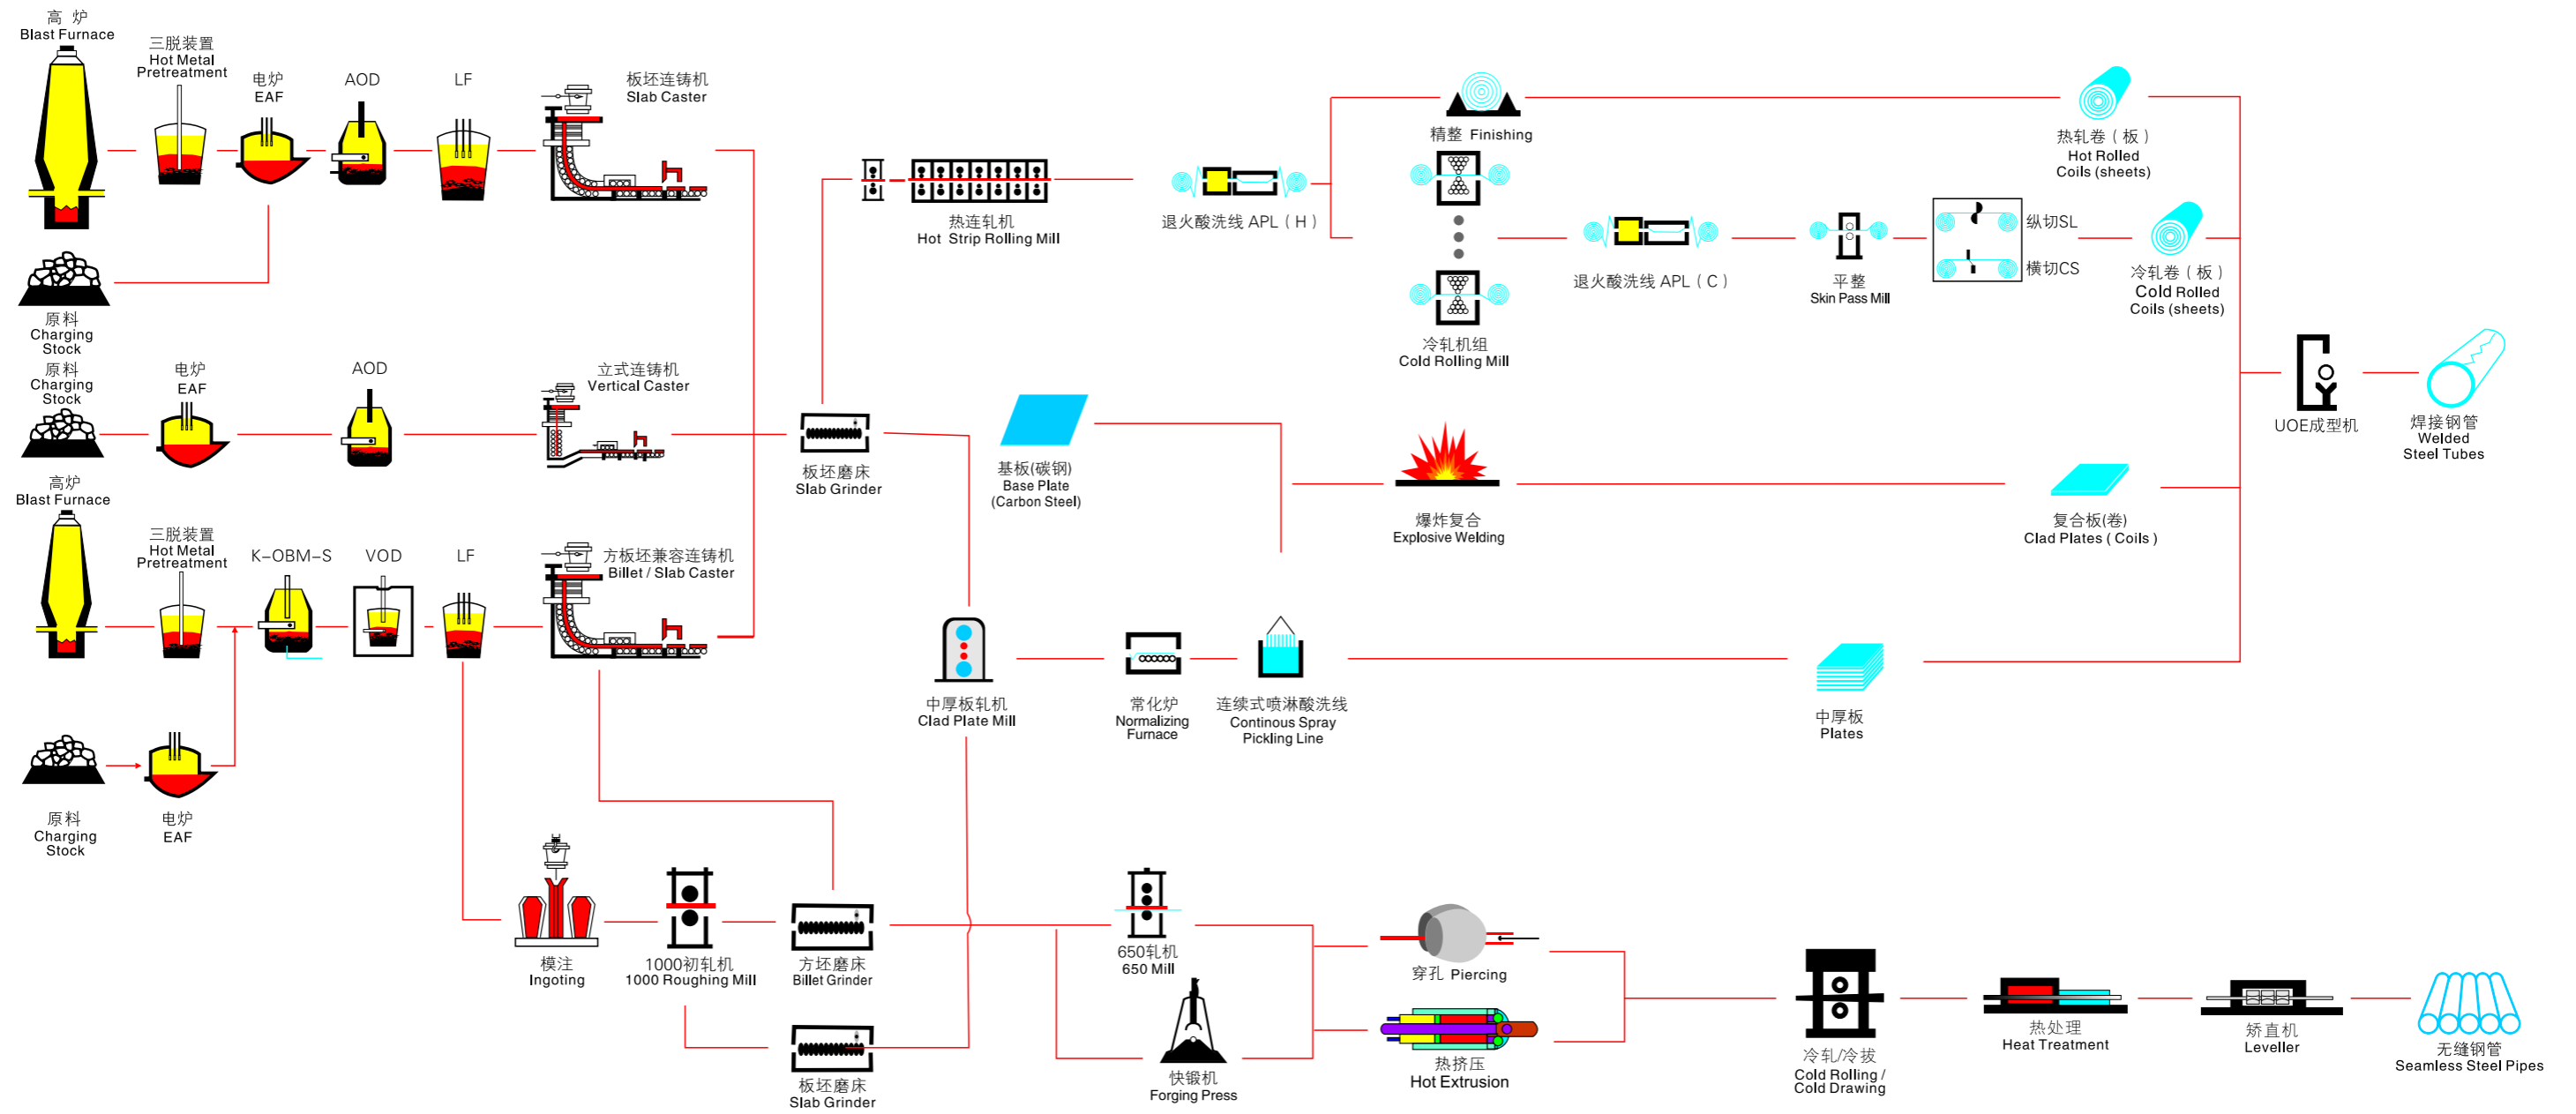 高 炉
Blast Furnace
三脱装置
Hot Metal
Pretreatment
电炉
EAF
AOD
LF
板坯连铸机
Slab Caster
原料
Charging
Stock
热连轧机
Hot Strip Rolling Mill
退火酸洗线 APL ( H )
精整 Finishing
冷轧机组
Cold Rolling Mill
退火酸洗线 APL ( C )
平整
Skin Pass Mill
纵切SL
横切CS
热轧卷 ( 板 )
Hot Rolled
Coils (sheets)
冷轧卷 ( 板 )
Cold Rolled
Coils (sheets)
原料
Charging
Stock
电炉
EAF
AOD
立式连铸机
Vertical Caster
板坯磨床
Slab Grinder
基板(碳钢)
Base Plate
(Carbon Steel)
爆炸复合
Explosive Welding
复合板(卷)
Clad Plates ( Coils )
UOE成型机
焊接钢管
Welded
Steel Tubes
高炉
Blast Furnace
三脱装置
Hot Metal
Pretreatment
K-OBM-S
VOD
LF
方板坯兼容连铸机
Billet / Slab Caster
中厚板轧机
Clad Plate Mill
常化炉
Normalizing
Furnace
连续式喷淋酸洗线
Continous Spray
Pickling Line
中厚板
Plates
原料
Charging
Stock
电炉
EAF
模注
Ingoting
1000初轧机
1000 Roughing Mill
方坯磨床
Billet Grinder
板坯磨床
Slab Grinder
650轧机
650 Mill
快锻机
Forging Press
穿孔 Piercing
热挤压
Hot Extrusion
冷轧/冷拔
Cold Rolling /
Cold Drawing
热处理
Heat Treatment
矫直机
Leveller
无缝钢管
Seamless Steel Pipes